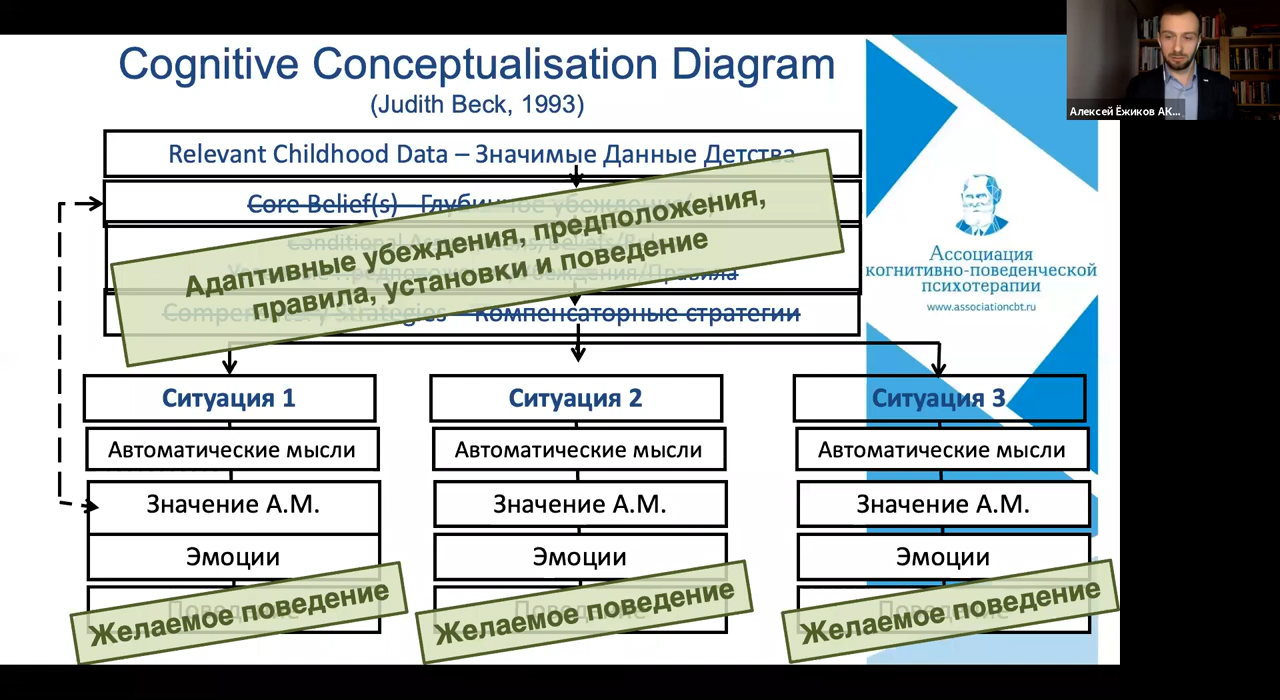 Cognitive Conceptualisation Diagram
(Judith Beck, 1993)
Алексей Ёжиков АК...
Relevant Childhood Data – Значимые Данные Детства
Core Belief(s)
Адаптивные убеждения, предположения,
правила, установки и поведение
Компенсаторные стратегии
Ассоциация
когнитивно-поведенческой
психотерапии
www.associationcbt.ru
Ситуация 1
Ситуация 2
Ситуация 3
Автоматические мысли
Автоматические мысли
Автоматические мысли
Значение А.М.
Значение А.М.
Значение А.М.
Эмоции
Эмоции
Эмоции
Желаемое поведение
Желаемое поведение
Желаемое поведение